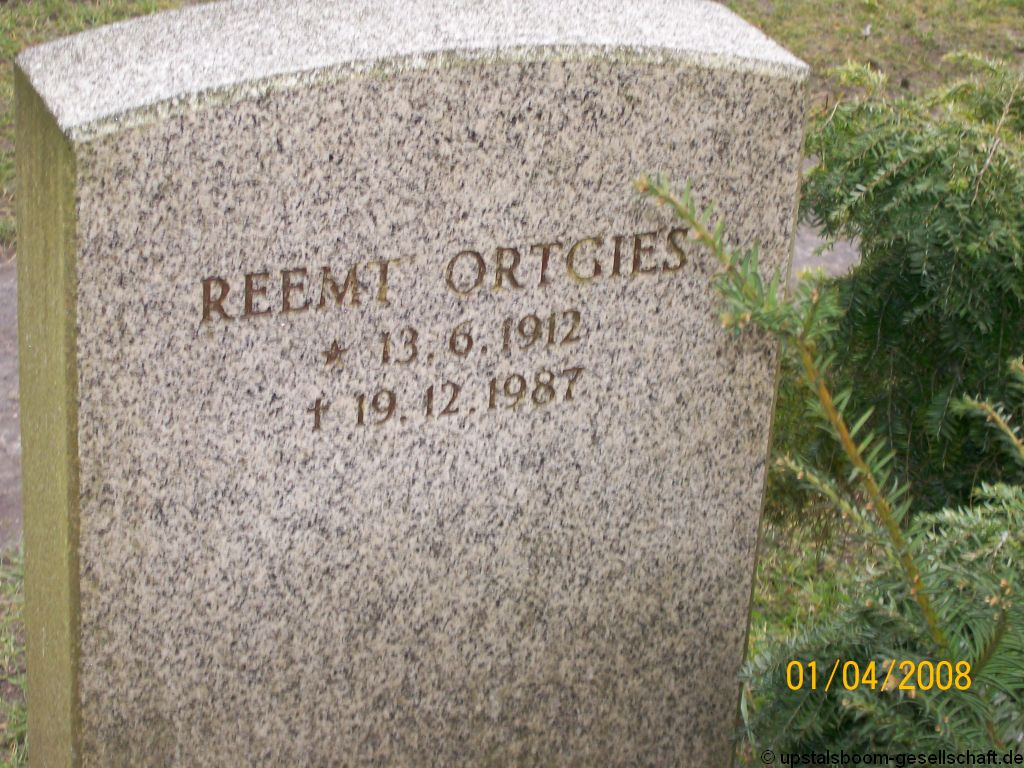 REEMT ORTGIES
★ 13.6.1912
† 19.12.1987
01/04/2008
© upstalsboom-gesellschaft.de